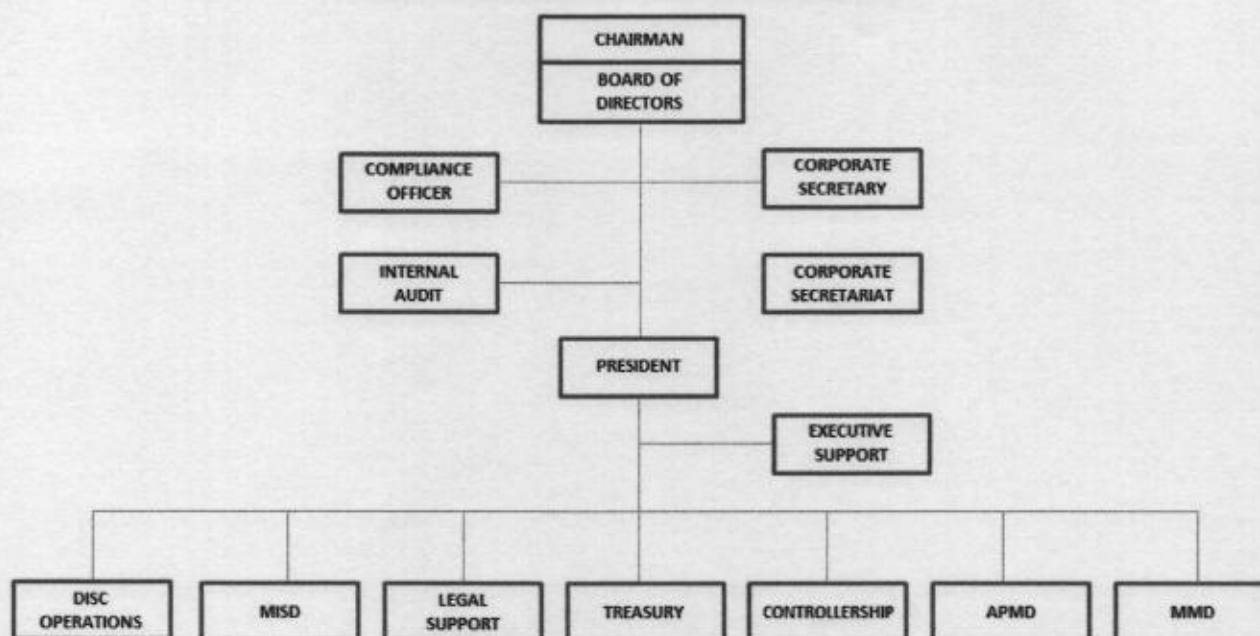 CHAIRMAN
BOARD OF
DIRECTORS
COMPLIANCE
OFFICER
CORPORATE
SECRETARY
INTERNAL
AUDIT
CORPORATE
SECRETARIAT
PRESIDENT
EXECUTIVE
SUPPORT
DISC
OPERATIONS
MISD
LEGAL
SUPPORT
TREASURY
CONTROLLERSHIP
APMD
MMD